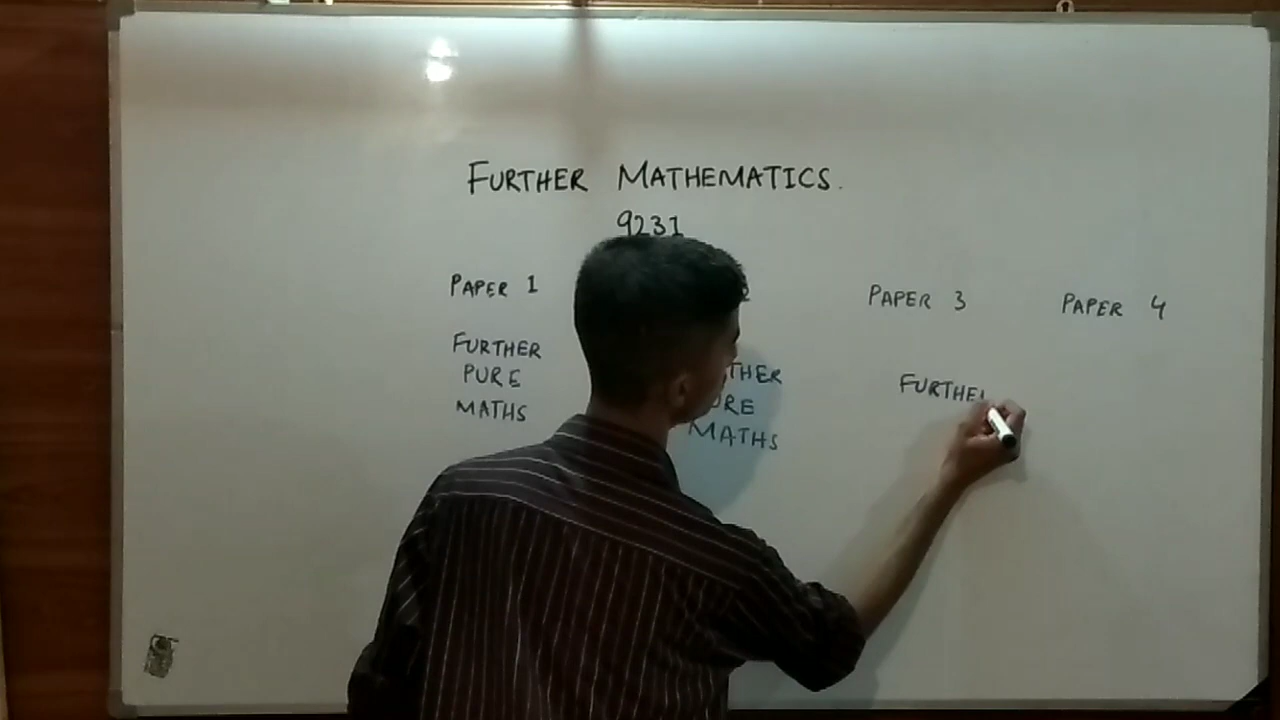 FURTHER MATHEMATICS.
9231
PAPER 1
PAPER 3
PAPER 4
FURTHER
PURE
MATHS
MATHS